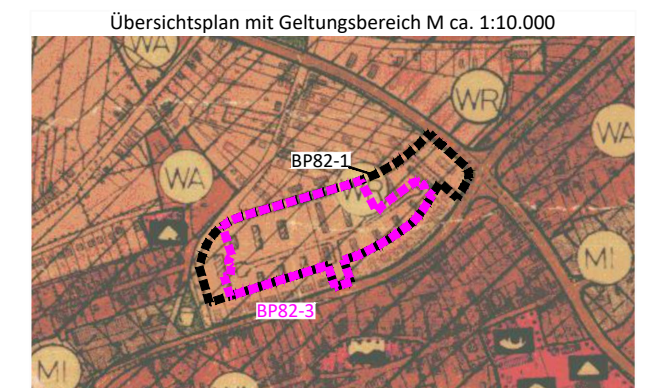 Übersichtsplan mit Geltungsbereich M ca. 1:10.000
WA
WR
WA
BP82-1
WA
WR
MI
BP82-3
MI